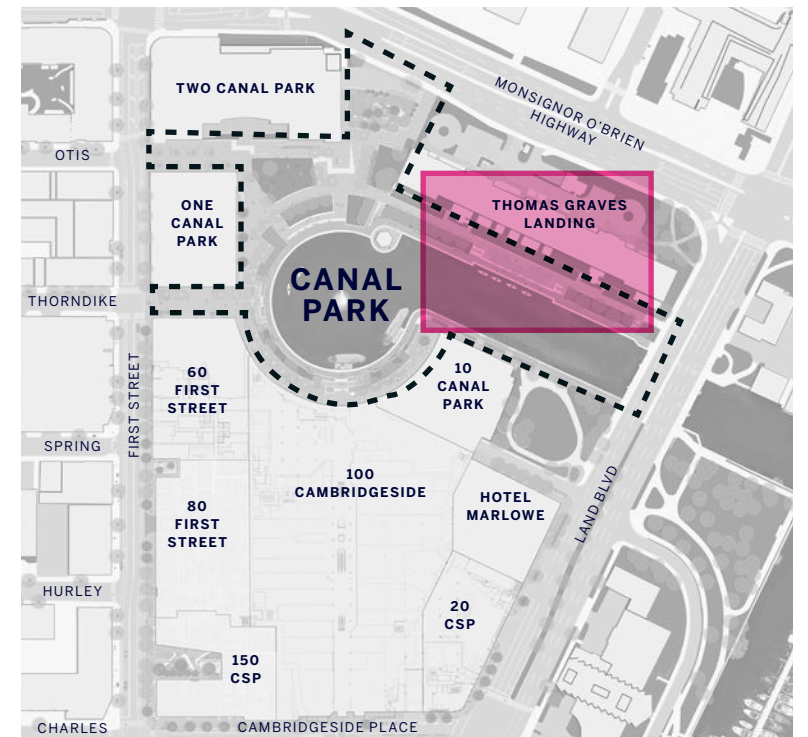 TWO CANAL PARK
MONSIGNOR O'BRIEN
HIGHWAY
OTIS
ONE
CANAL
PARK
THOMAS GRAVES
LANDING
CANAL
PARK
THORNDIKE
FIRST STREET
60
FIRST
STREET
10
CANAL
PARK
SPRING
100
CAMBRIDGESIDE
HOTEL
MARLOWE
LAND BLVD
80
FIRST
STREET
HURLEY
20
CSP
150
CSP
CHARLES
CAMBRIDGESIDE PLACE